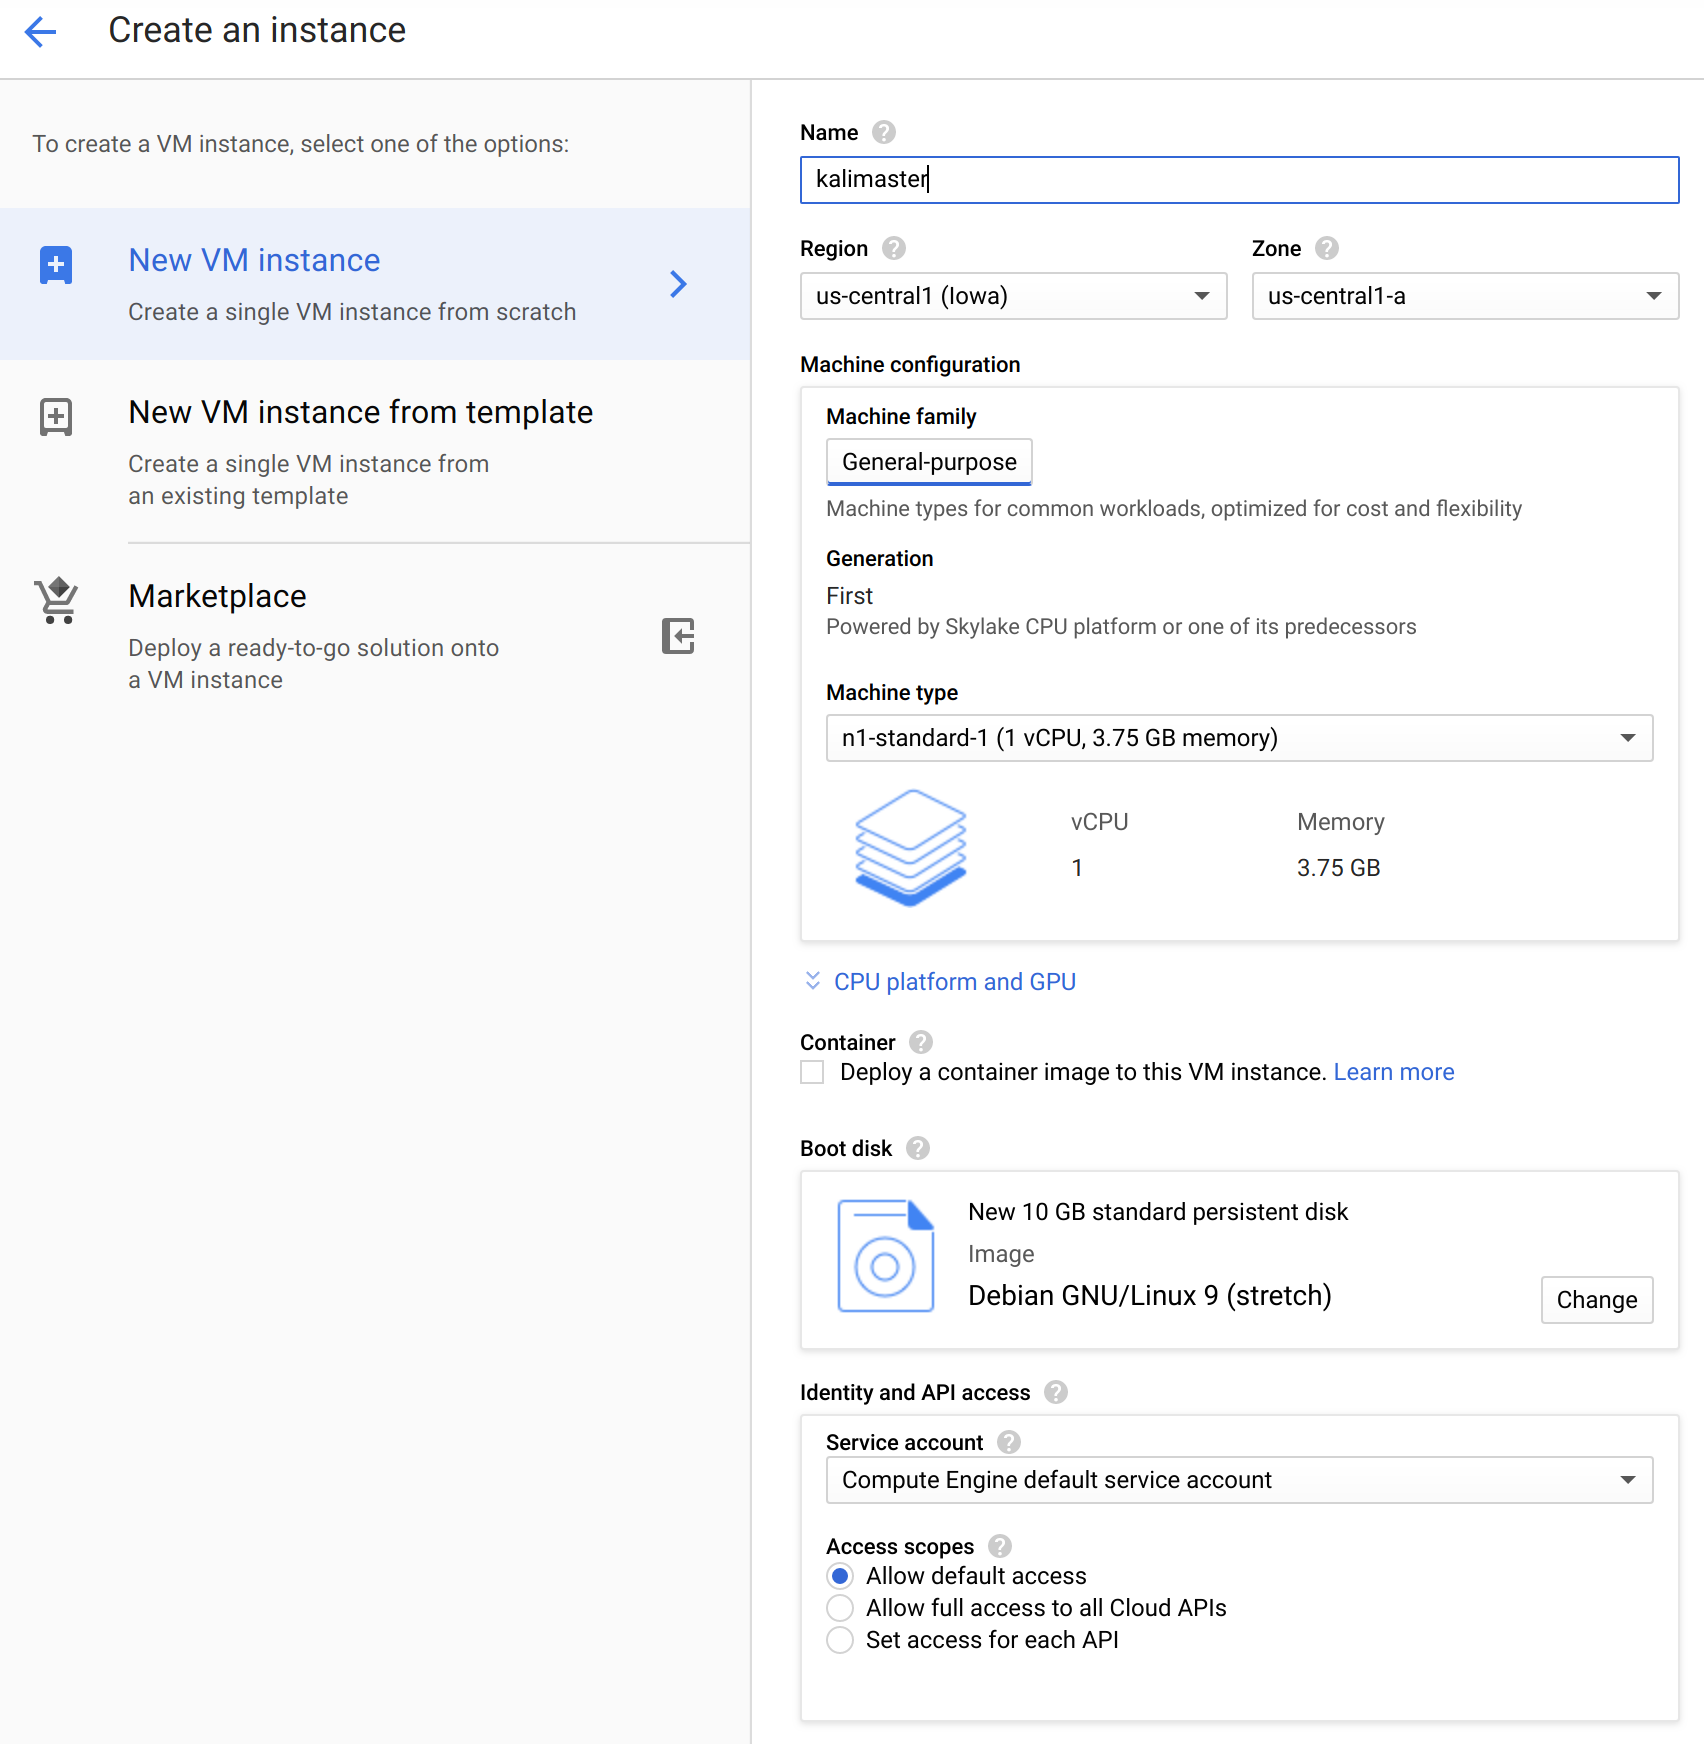 Create an instance
To create a VM instance, select one of the options:
New VM instance
Create a single VM instance from scratch
New VM instance from template
Create a single VM instance from
an existing template
Marketplace
Deploy a ready-to-go solution onto
a VM instance
Name
kalimaster
Region
Zone
us-central1 (Iowa)
us-central1-a
Machine configuration
Machine family
General-purpose
Machine types for common workloads, optimized for cost and flexibility
Generation
First
Powered by Skylake CPU platform or one of its predecessors
Machine type
n1-standard-1 (1 vCPU, 3.75 GB memory)
vCPU
Memory
1
3.75 GB
CPU platform and GPU
Container
Deploy a container image to this VM instance. Learn more
Boot disk
New 10 GB standard persistent disk
Image
Debian GNU/Linux 9 (stretch)
Change
Identity and API access
Service account
Compute Engine default service account
Access scopes
Allow default access
Allow full access to all Cloud APIs
Set access for each API